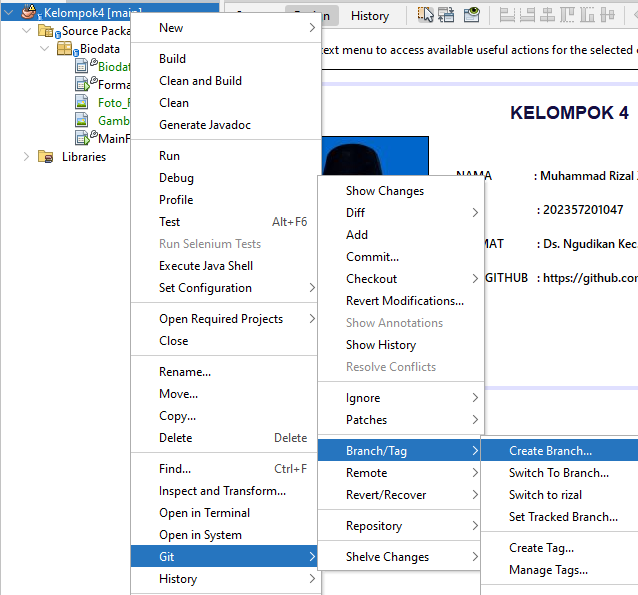 Kelompok4 [main]
Source Packa
Biodata
Biodat
Forma
Foto_F
Gamb
MainF
Libraries
History
New
Build
Clean and Build
Clean
Generate Javadoc
Run
Debug
Profile
Test Alt+F6
Run Selenium Tests
Execute Java Shell
Set Configuration
Open Required Projects
Close
Rename...
Move...
Copy...
Delete Delete
Find... Ctrl+F
Inspect and Transform...
Open in Terminal
Open in System
Git
History
Show Changes
Diff
Add
Commit...
Checkout
Revert Modifications...
Show Annotations
Show History
Resolve Conflicts
Ignore
Patches
Branch/Tag
Remote
Revert/Recover
Repository
Shelve Changes
Create Branch...
Switch To Branch...
Switch to rizal
Set Tracked Branch...
Create Tag...
Manage Tags...
ext menu to access available useful actions for the selected
KELOMPOK 4
NAMA : Muhammad Rizal
: 202357201047
MAT : Ds. Ngudikan Kec
GITHUB : https://github.co